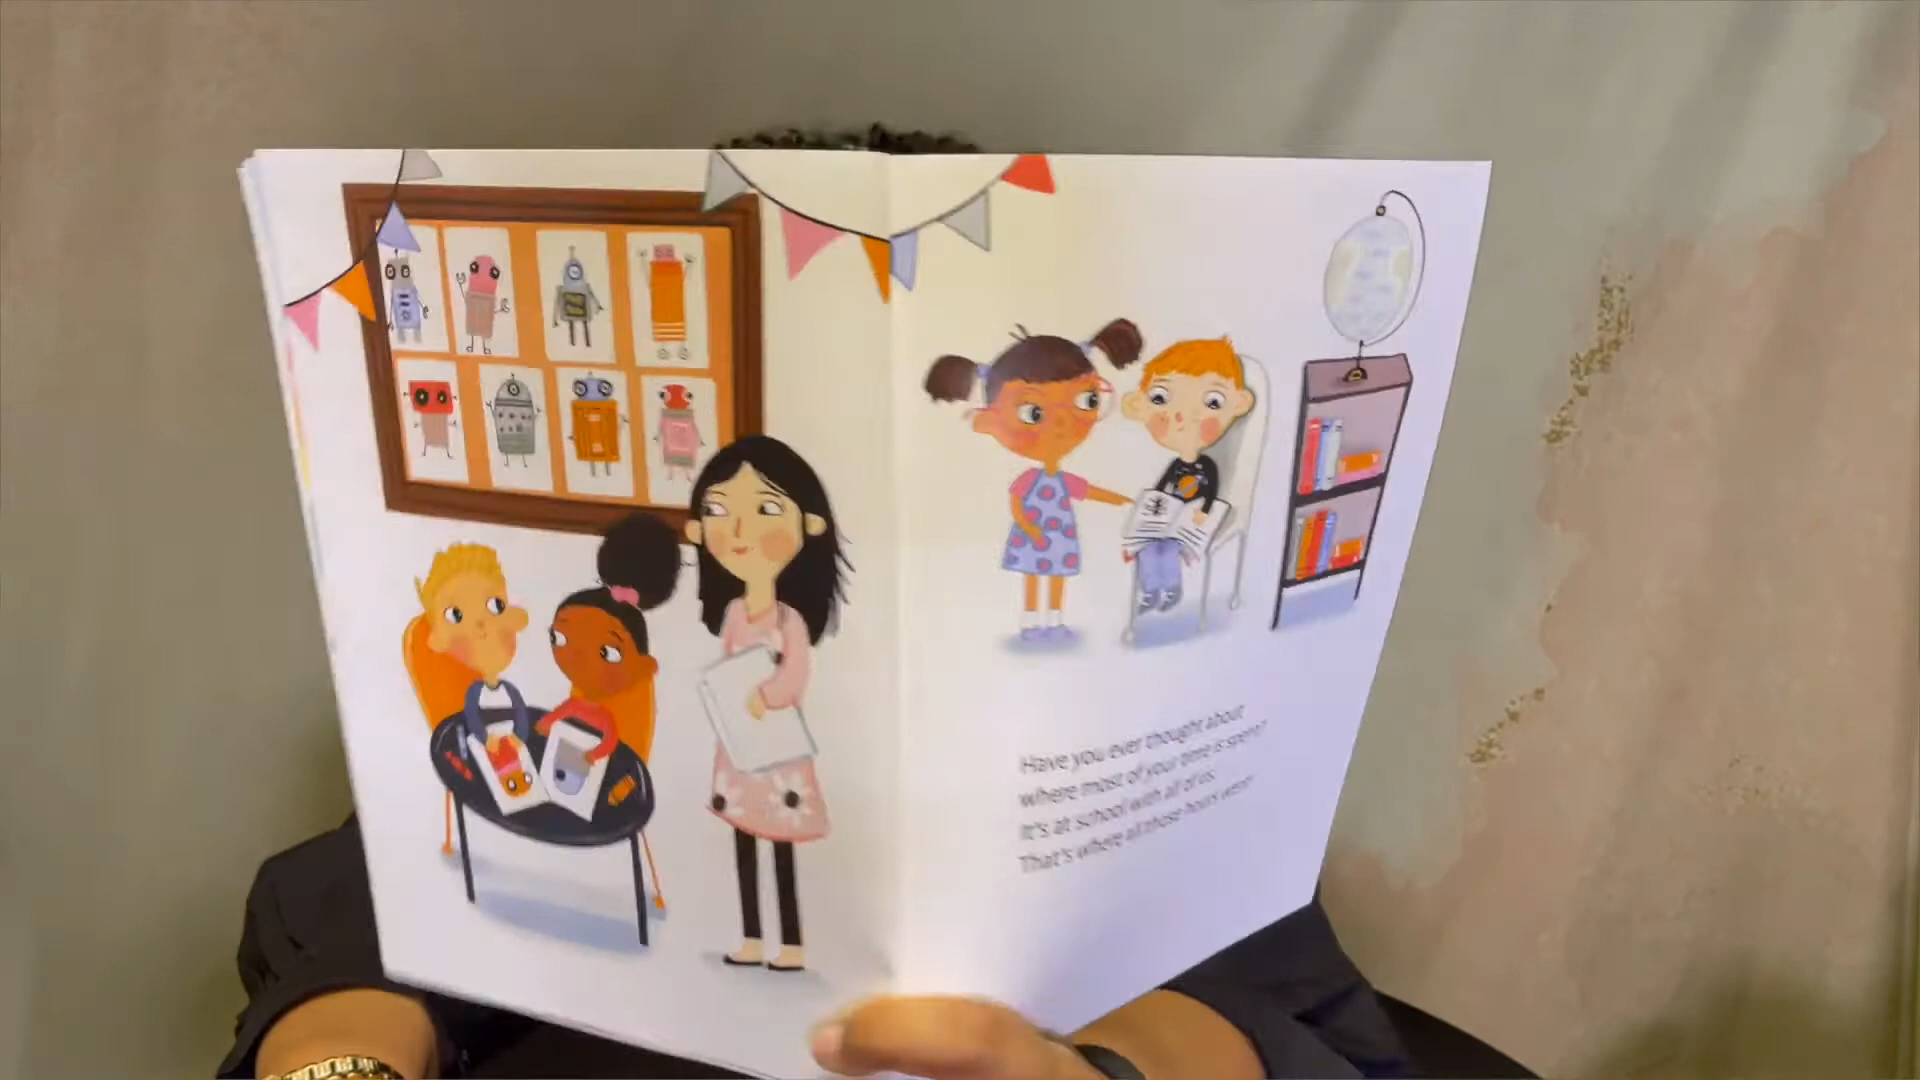 Have you ever thought about
where most of your time is spent?
It's at school with all of us.
That's where all those hours went!